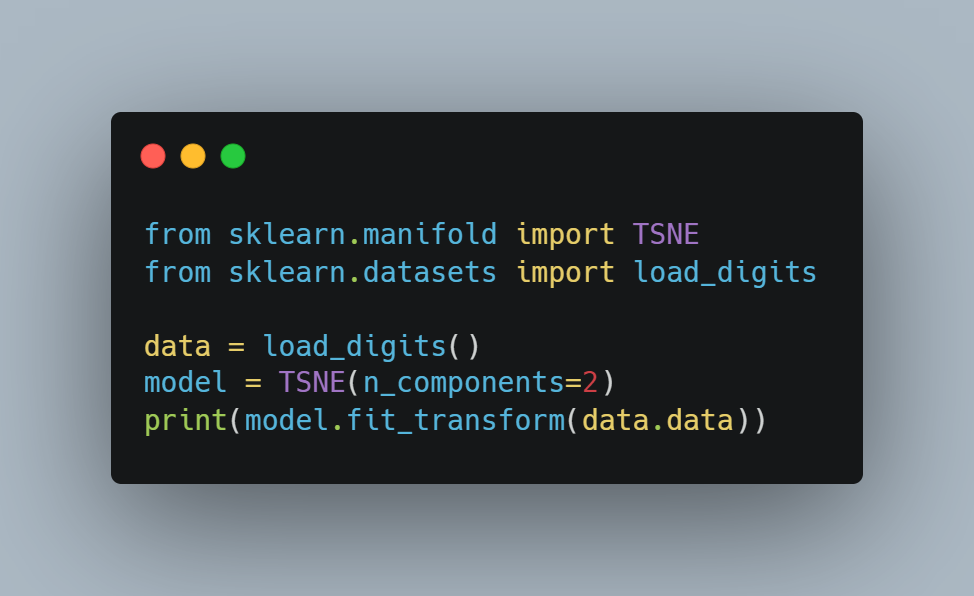 from sklearn.manifold import TSNE
from sklearn.datasets import load_digits
data = load_digits()
model = TSNE(n_components=2)
print(model.fit_transform(data.data))